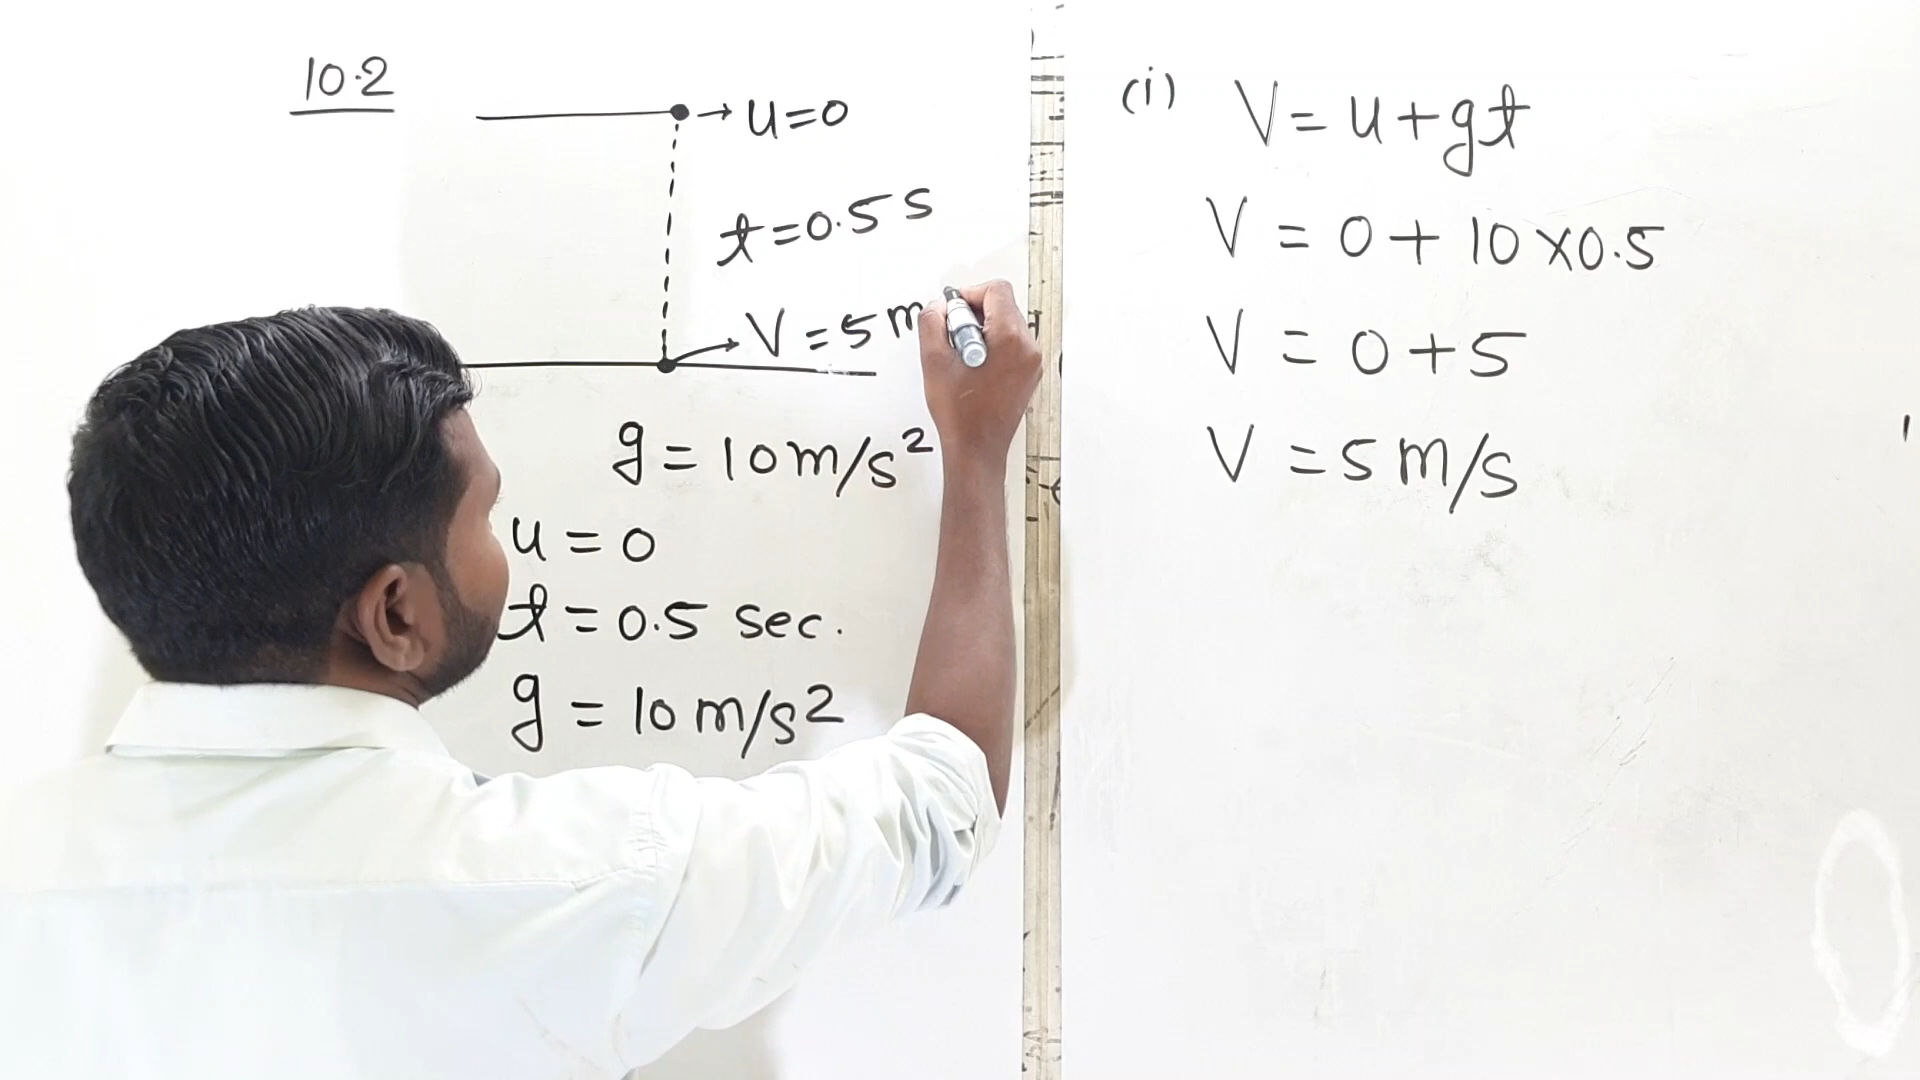 10.2
u=0
t=0.5 s
V = 5 m
g = 10 m/s²
u = 0
t = 0.5 sec.
g = 10 m/s²
(i) V = u+gt
V = 0 + 10 x0.5
V = 0 + 5
V = 5 m/s